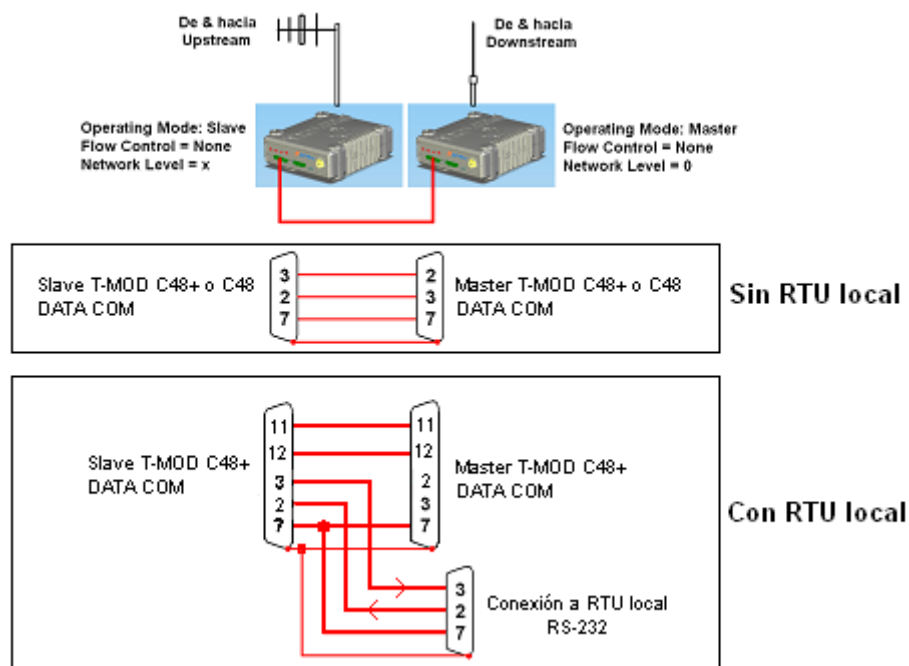 De & hacia
Upstream
De & hacia
Downstream
Operating Mode: Slave
Flow Control = None
Network Level = x
Operating Mode: Master
Flow Control = None
Network Level = 0
Slave T-MOD C48+ o C48
DATA COM
3
2
7
2
3
7
Master T-MOD C48+ o C48
DATA COM
Sin RTU local
Slave T-MOD C48+
DATA COM
11
12
3
2
7
11
12
2
3
7
Master T-MOD C48+
DATA COM
Con RTU local
3
2
7
Conexión a RTU local
RS-232